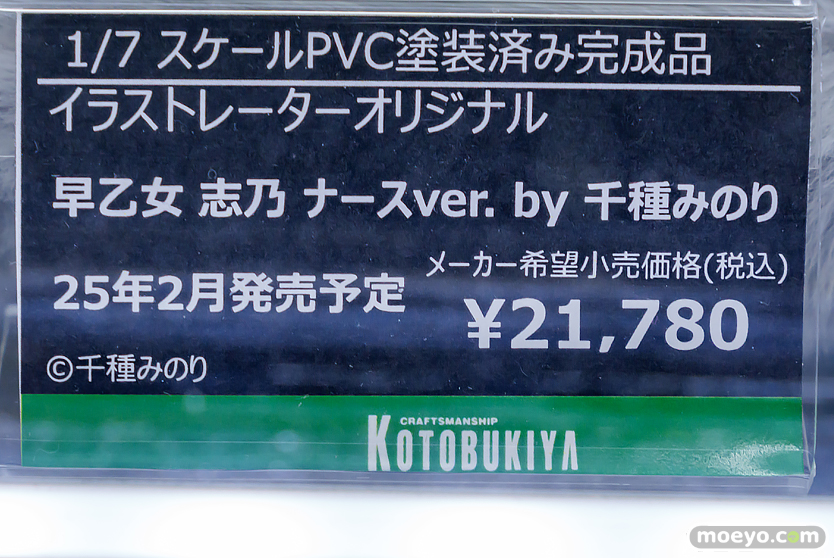 1/7 スケールPVC塗装済み完成品
イラストレーターオリジナル
早乙女 志乃 ナースver. by 千種みのり
メーカー希望小売価格(税込)
25年2月発売予定
¥21,780
©千種みのり
CRAFTSMANSHIP
KOTOBUKIYA
moeyo.com